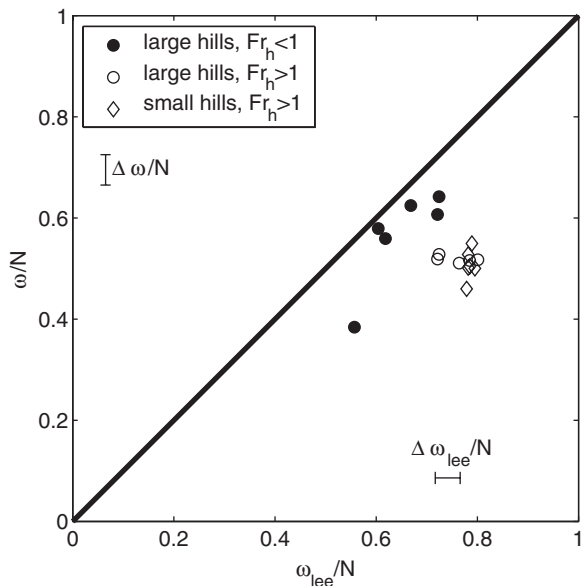 1
0.8
0.6
0.4
0.2
0
ω/N
large hills, Fr_h<1
large hills, Fr_h>1
small hills, Fr_h>1
Δ ω/N
Δ ω_lee/N
0 0.2 0.4 0.6 0.8 1
ω_lee/N